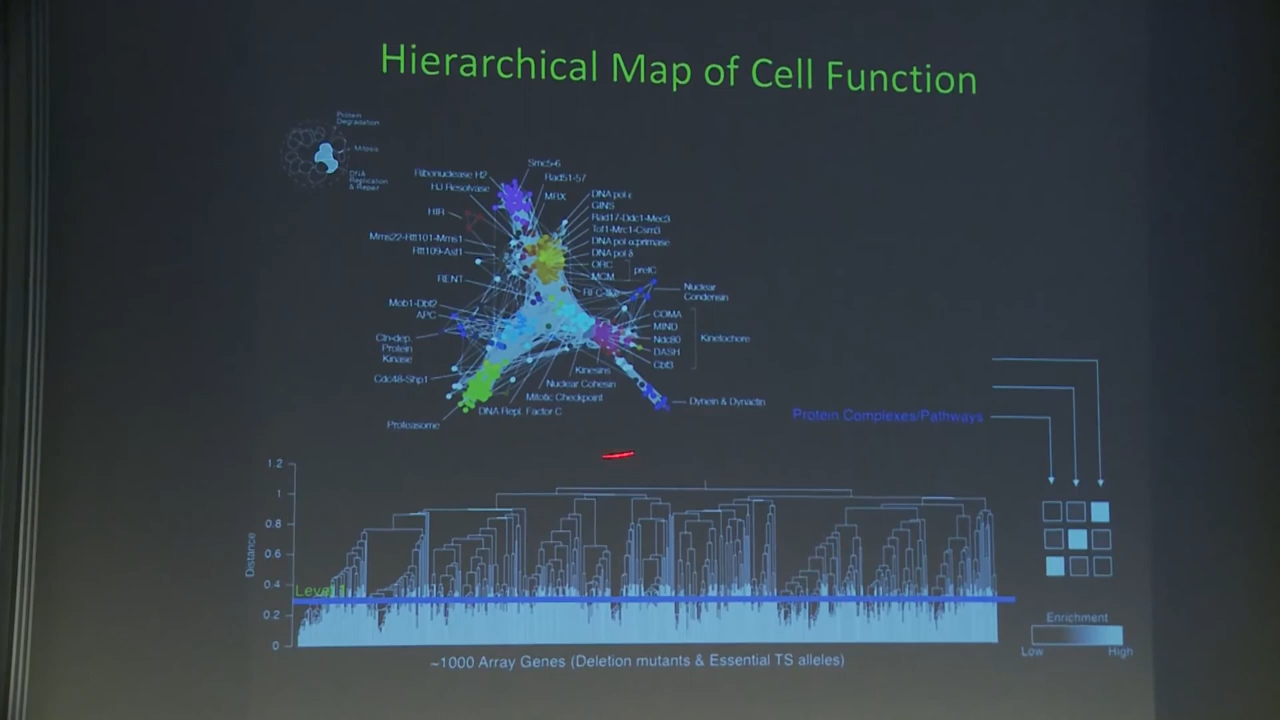 Hierarchical Map of Cell Function
Protein
Degradation
Mitosis
DNA
Replication
& Repair
Smc5-6
Ribonuclease H2
Rad51-57
HJ Resolvase
MRX
DNA pol ε
GINS
HIR
Rad17-Ddc1-Mec3
Tof1-Mrc1-Csm3
Mms22-Rtt101-Mms1
DNA pol α:primase
Rtt109-Asf1
DNA pol δ
ORC
MCM
preIC
RENT
Nuclear
Condensin
Mob1-Dbf2
APC
COMA
MIND
Ndc80
DASH
Cbf3
Kinetochore
Cln-dep.
Protein
Kinase
Kinesins
Cdc48-Shp1
Nuclear Cohesin
Mitotic Checkpoint
Dynein & Dynactin
DNA Repl. Factor C
Proteasome
Protein Complexes/Pathways
1.2
1
0.8
0.6
0.4
0.2
0
Distance
Level 1
~1000 Array Genes (Deletion mutants & Essential TS alleles)
Enrichment
Low
High